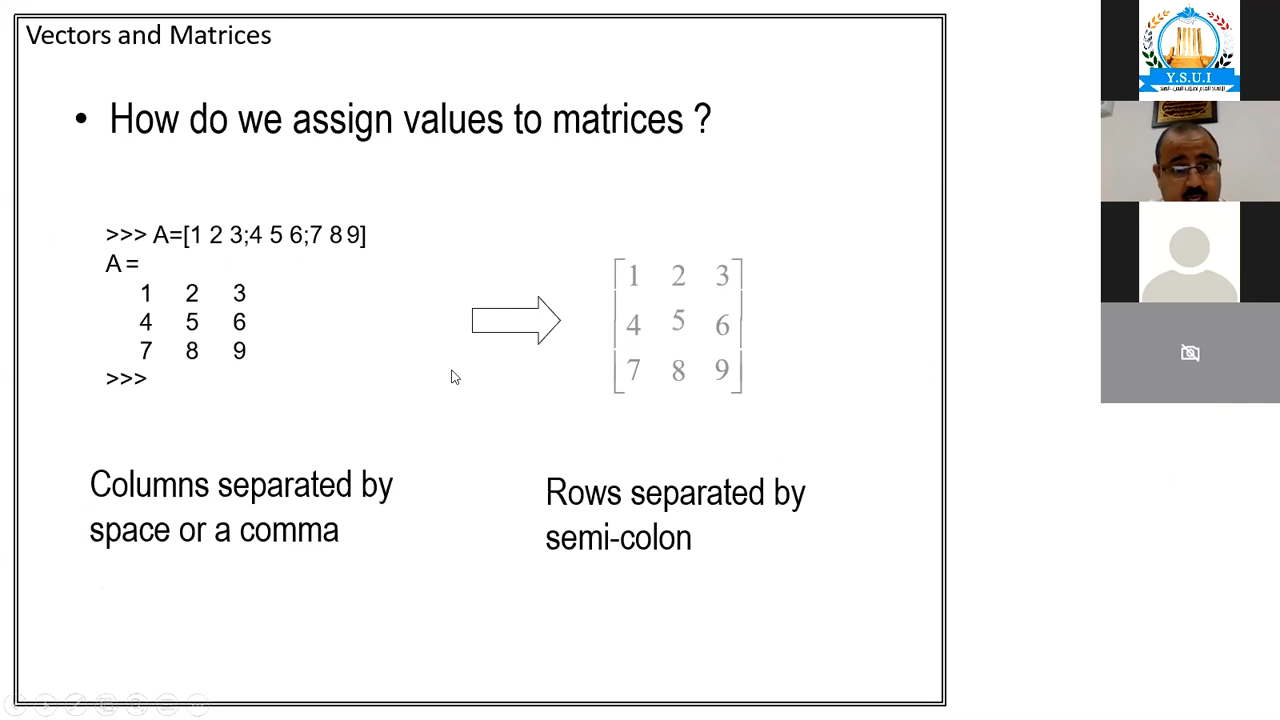 Vectors and Matrices
• How do we assign values to matrices ?
>>> A=[1 2 3;4 5 6;7 8 9]
A =
1 2 3
4 5 6
7 8 9
>>>
1 2 3
4 5 6
7 8 9
Columns separated by
space or a comma
Rows separated by
semi-colon
Y.S.U.I